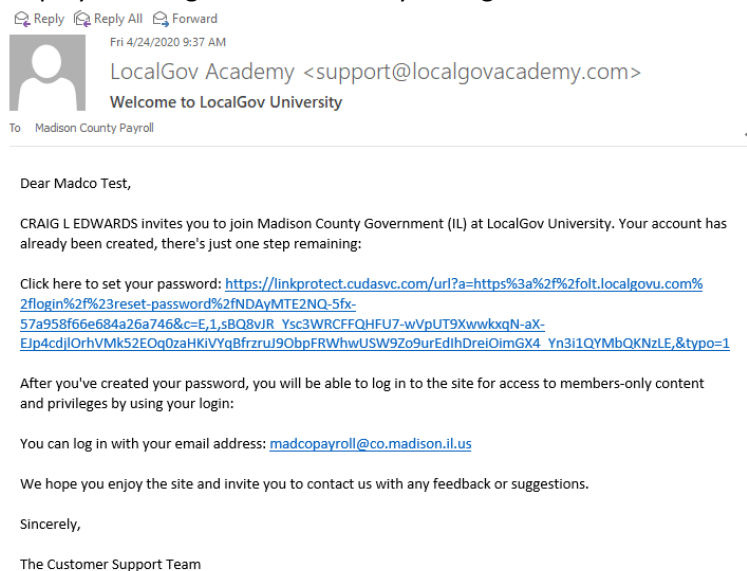 Reply Reply All Forward
Fri 4/24/2020 9:37 AM
LocalGov Academy <support@localgovacademy.com>
Welcome to LocalGov University
To Madison County Payroll
Dear Madco Test,
CRAIG L EDWARDS invites you to join Madison County Government (IL) at LocalGov University. Your account has
already been created, there's just one step remaining:
Click here to set your password: https://linkprotect.cudasvc.com/url?a=https%3a%2f%2folt.localgovu.com%
2flogin%2f%23reset-password%2fNDAyMTE2NQ-5fx-
57a958f66e684a26a746&c=E,1,sBQ8vJR_Ysc3WRCFFQHFU7-wVpUT9XwwkxqN-aX-
EJp4cdjlOrhVMk52EOq0zaHKiVYqBfrzruJ9ObpFRWhwUSW9Zo9urEdIhDreiOimGX4_Yn3i1QYMbQKNzLE,&typo=1
After you've created your password, you will be able to log in to the site for access to members-only content
and privileges by using your login:
You can log in with your email address: madcopayroll@co.madison.il.us
We hope you enjoy the site and invite you to contact us with any feedback or suggestions.
Sincerely,
The Customer Support Team